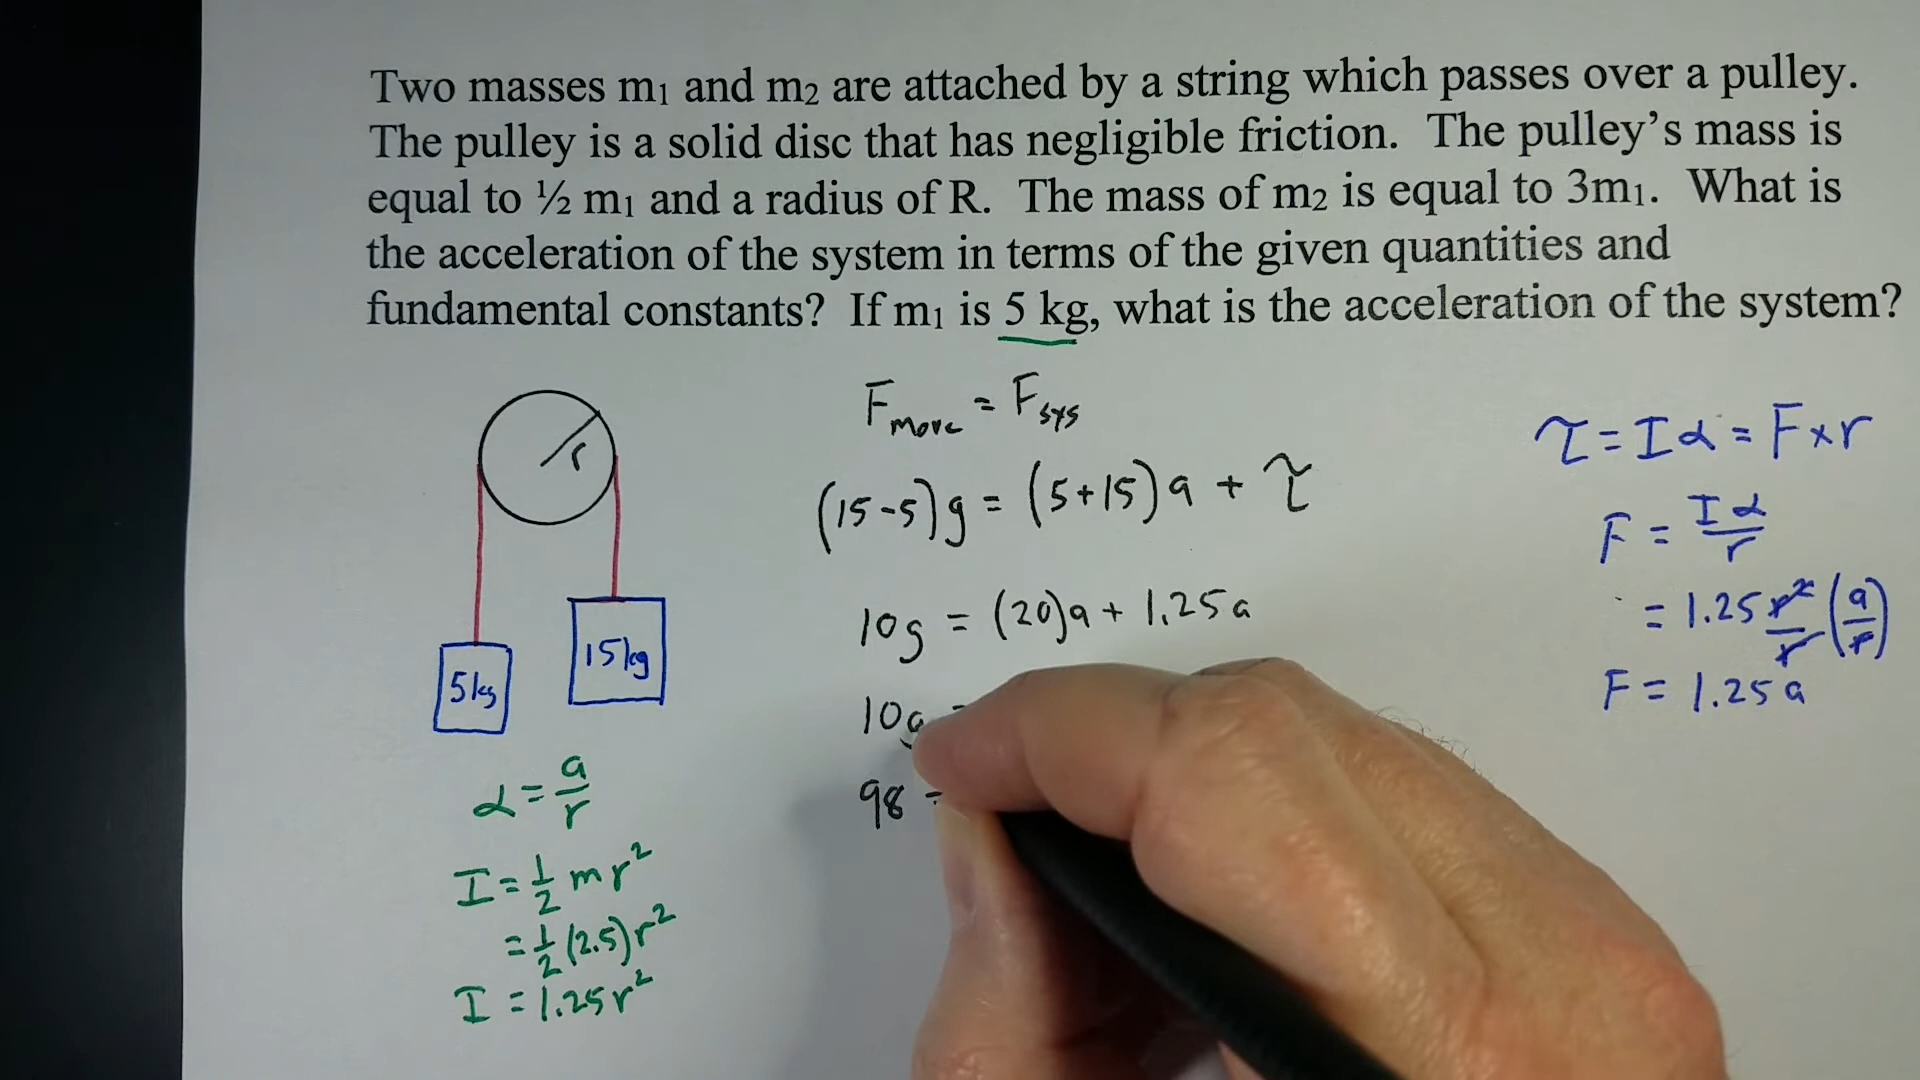 Two masses m₁ and m₂ are attached by a string which passes over a pulley.
The pulley is a solid disc that has negligible friction. The pulley's mass is
equal to ½ m₁ and a radius of R. The mass of m₂ is equal to 3m₁. What is
the acceleration of the system in terms of the given quantities and
fundamental constants? If m₁ is 5 kg, what is the acceleration of the system?
r
5kg
15kg
α = a/r
I = 1/2 mr²
= 1/2 (2.5) r²
I = 1.25r²
F move = F sys
(15-5)g = (5+15)a + τ
10g = (20)a + 1.25a
10g =
98 =
τ = Iα = F×r
F = Iα/r
= 1.25 r²/r (a/r)
F = 1.25a